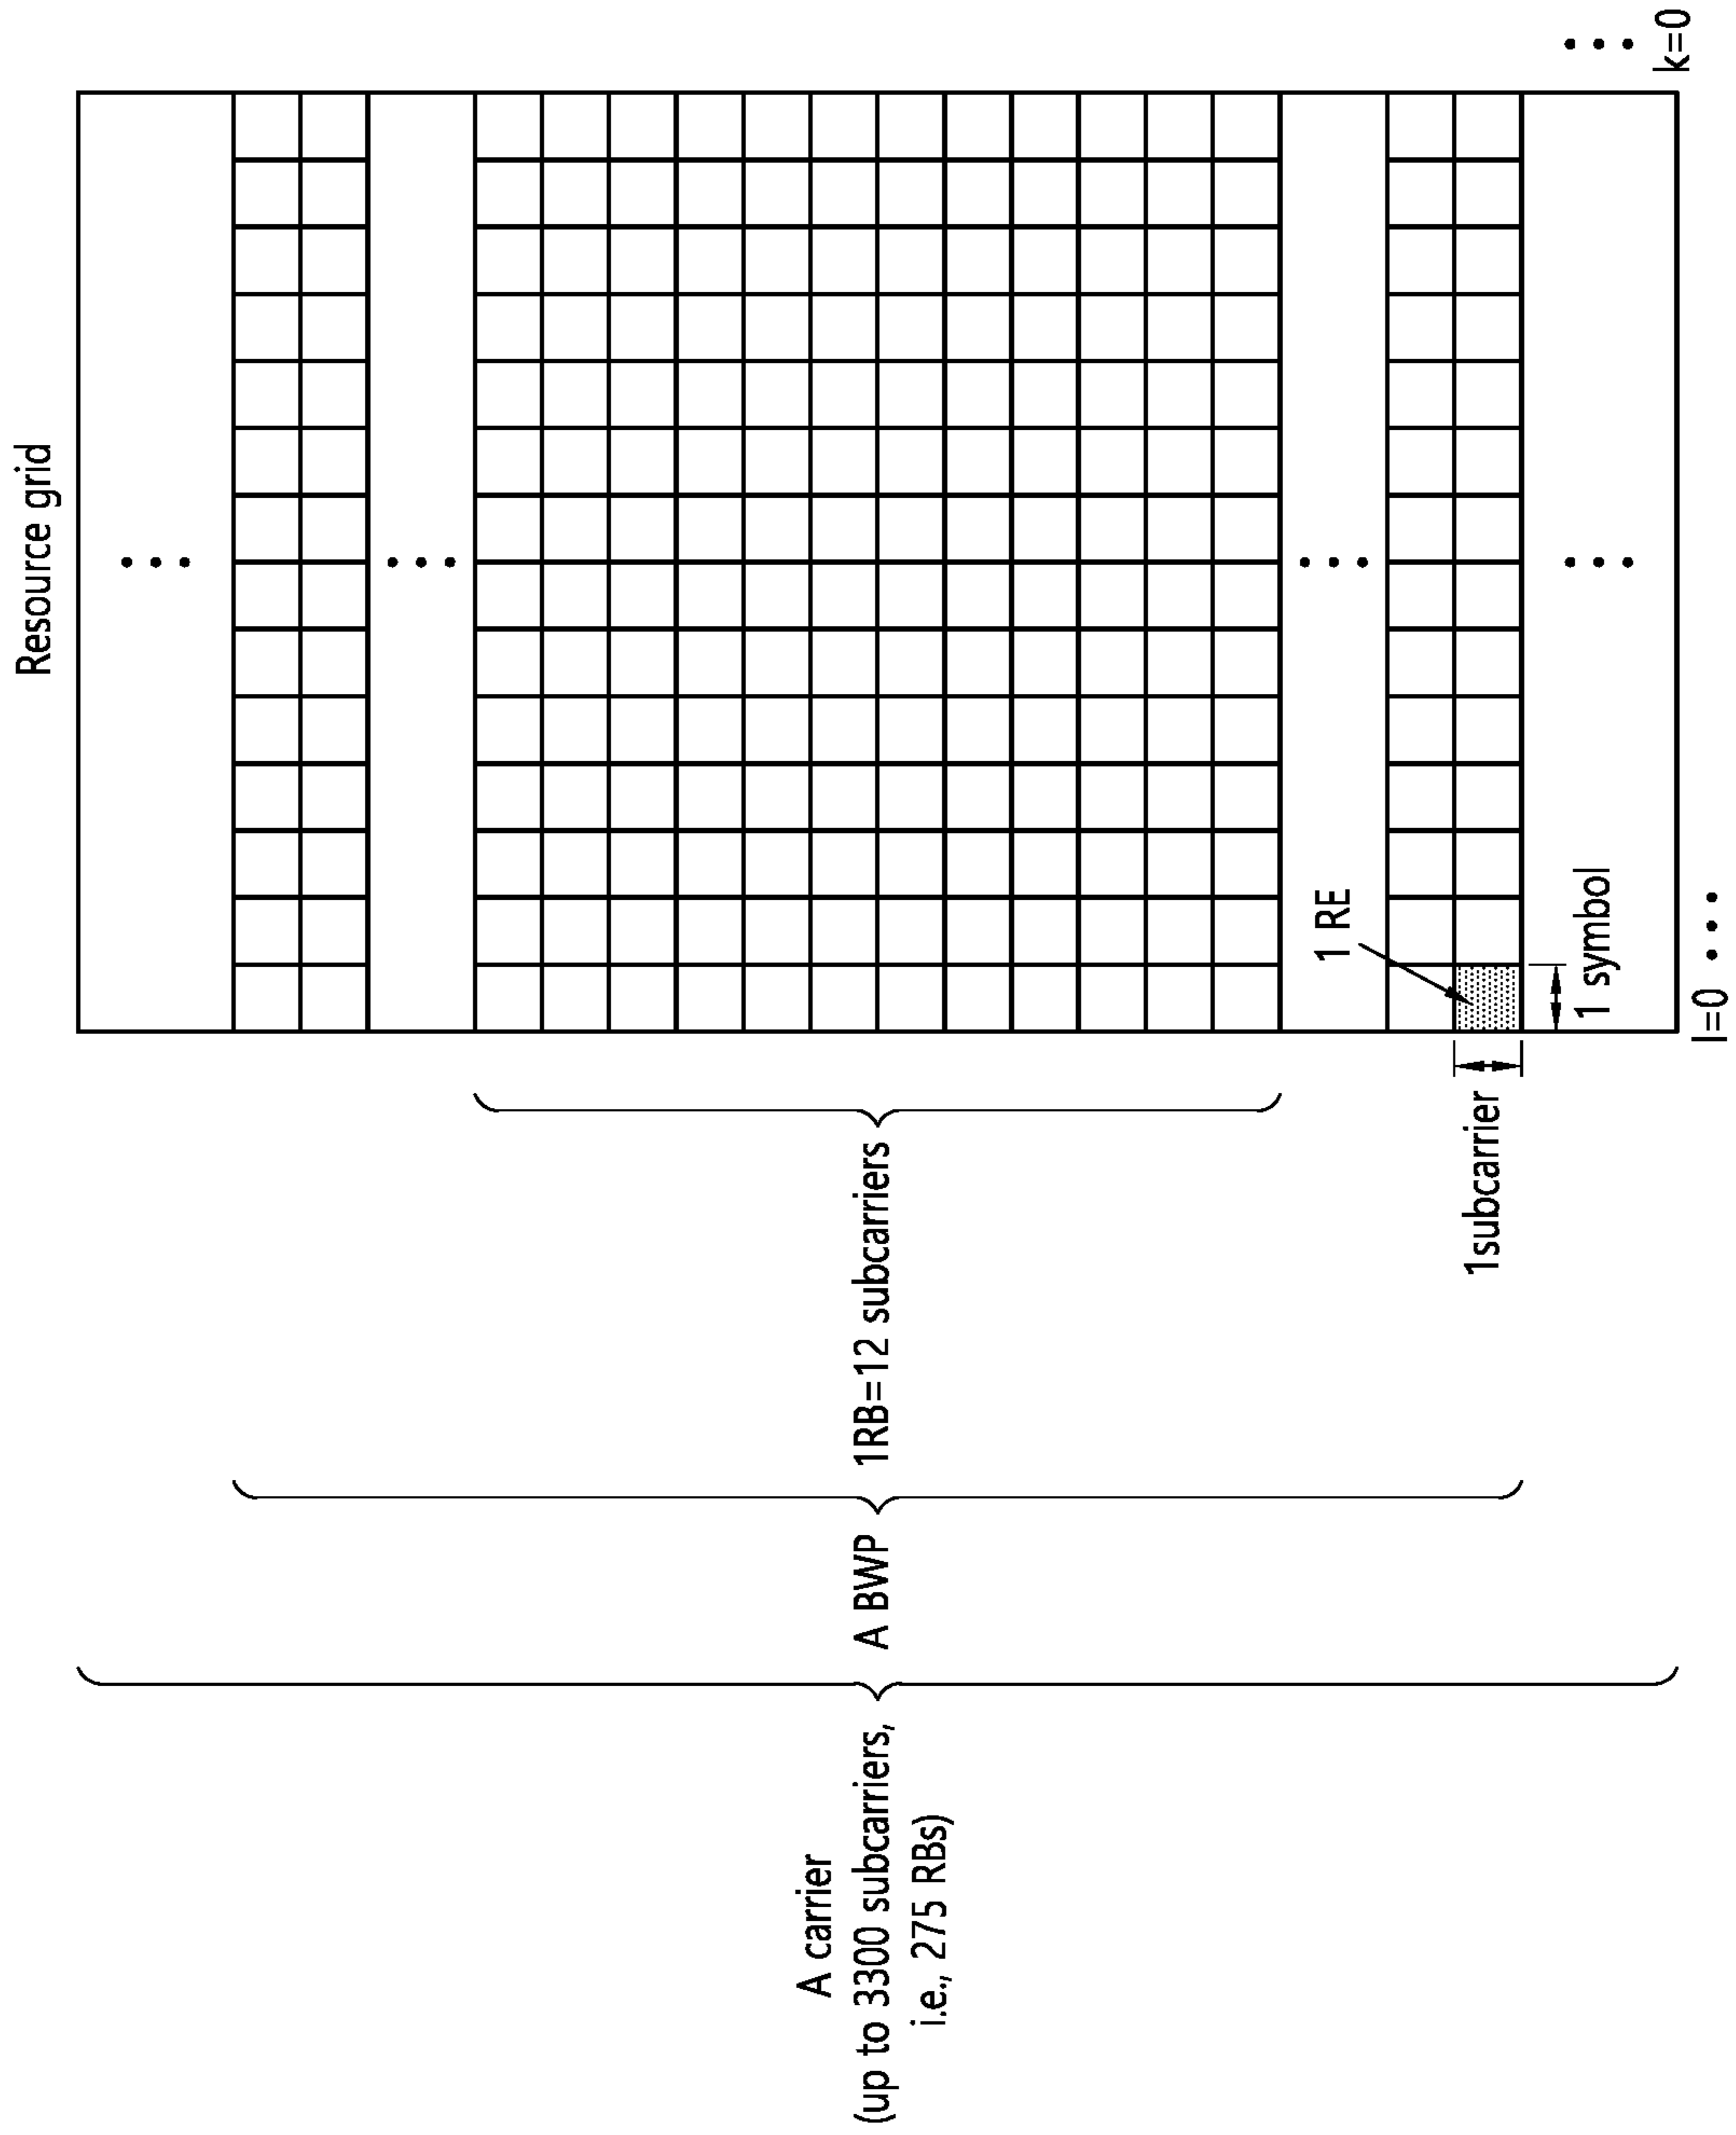 Resource grid
A carrier
(up to 3300 subcarriers,
i.e., 275 RBs)
A BWP
1RB=12 subcarriers
1subcarrier
1 RE
1 symbol
l=0
k=0